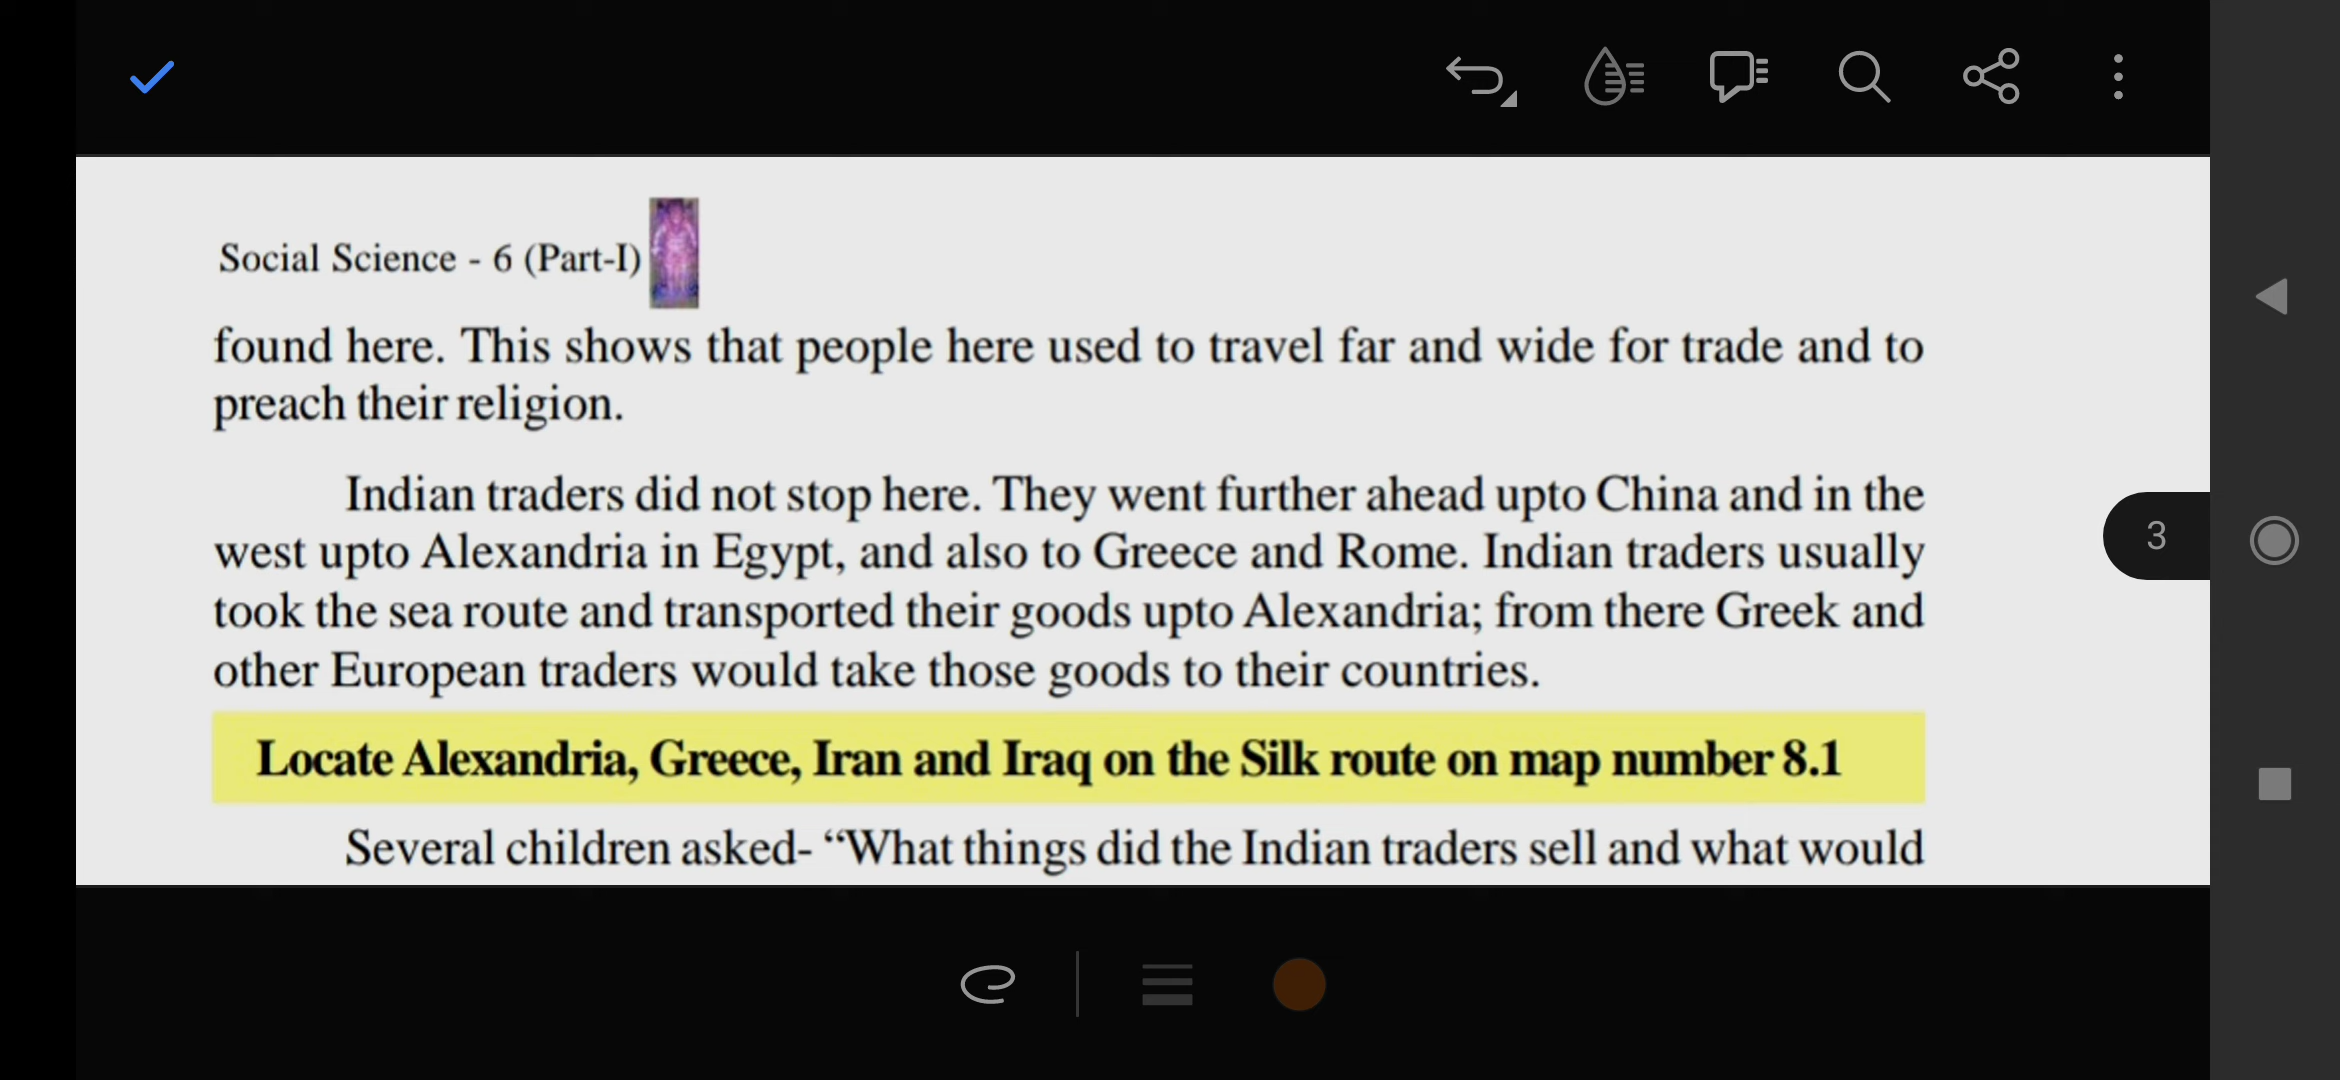 Social Science - 6 (Part-I)
found here. This shows that people here used to travel far and wide for trade and to
preach their religion.
Indian traders did not stop here. They went further ahead upto China and in the
west upto Alexandria in Egypt, and also to Greece and Rome. Indian traders usually
took the sea route and transported their goods upto Alexandria; from there Greek and
other European traders would take those goods to their countries.
3
Locate Alexandria, Greece, Iran and Iraq on the Silk route on map number 8.1
Several children asked- “What things did the Indian traders sell and what would